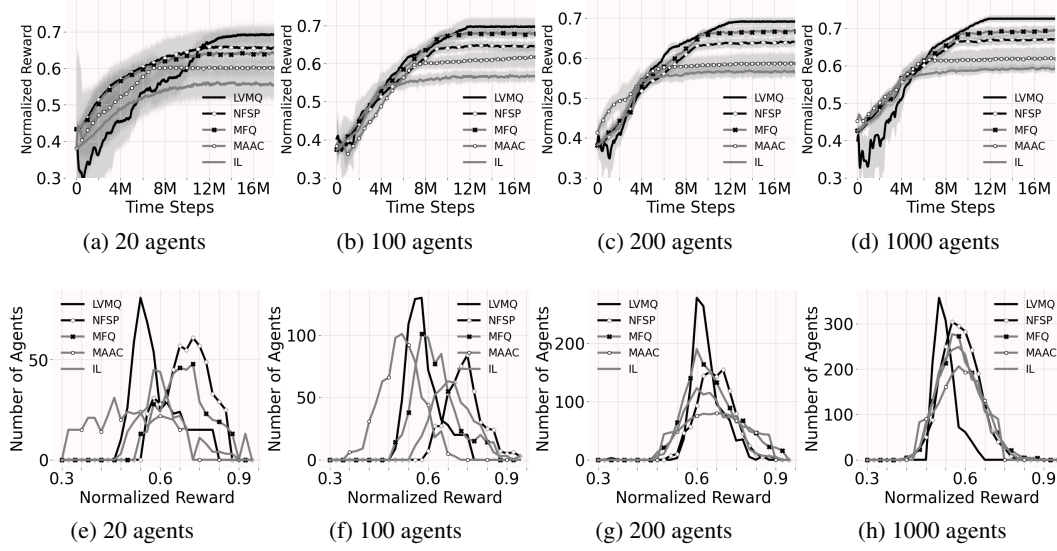 Normalized Reward
0.7
0.6
0.5
0.4
0.3
LVMQ
NFSP
MFQ
MAAC
IL
0 4M 8M 12M 16M
Time Steps
(a) 20 agents
Normalized Reward
0.7
0.6
0.5
0.4
0.3
LVMQ
NFSP
MFQ
MAAC
IL
0 4M 8M 12M 16M
Time Steps
(b) 100 agents
Normalized Reward
0.7
0.6
0.5
0.4
0.3
LVMQ
NFSP
MFQ
MAAC
IL
0 4M 8M 12M 16M
Time Steps
(c) 200 agents
Normalized Reward
0.7
0.6
0.5
0.4
0.3
LVMQ
NFSP
MFQ
MAAC
IL
0 4M 8M 12M 16M
Time Steps
(d) 1000 agents
Number of Agents
50
0
LVMQ
NFSP
MFQ
MAAC
IL
0.3 0.6 0.9
Normalized Reward
(e) 20 agents
Number of Agents
100
50
0
LVMQ
NFSP
MFQ
MAAC
IL
0.3 0.6 0.9
Normalized Reward
(f) 100 agents
Number of Agents
200
100
0
LVMQ
NFSP
MFQ
MAAC
IL
0.3 0.6 0.9
Normalized Reward
(g) 200 agents
Number of Agents
300
200
100
0
LVMQ
NFSP
MFQ
MAAC
IL
0.3 0.6 0.9
Normalized Reward
(h) 1000 agents